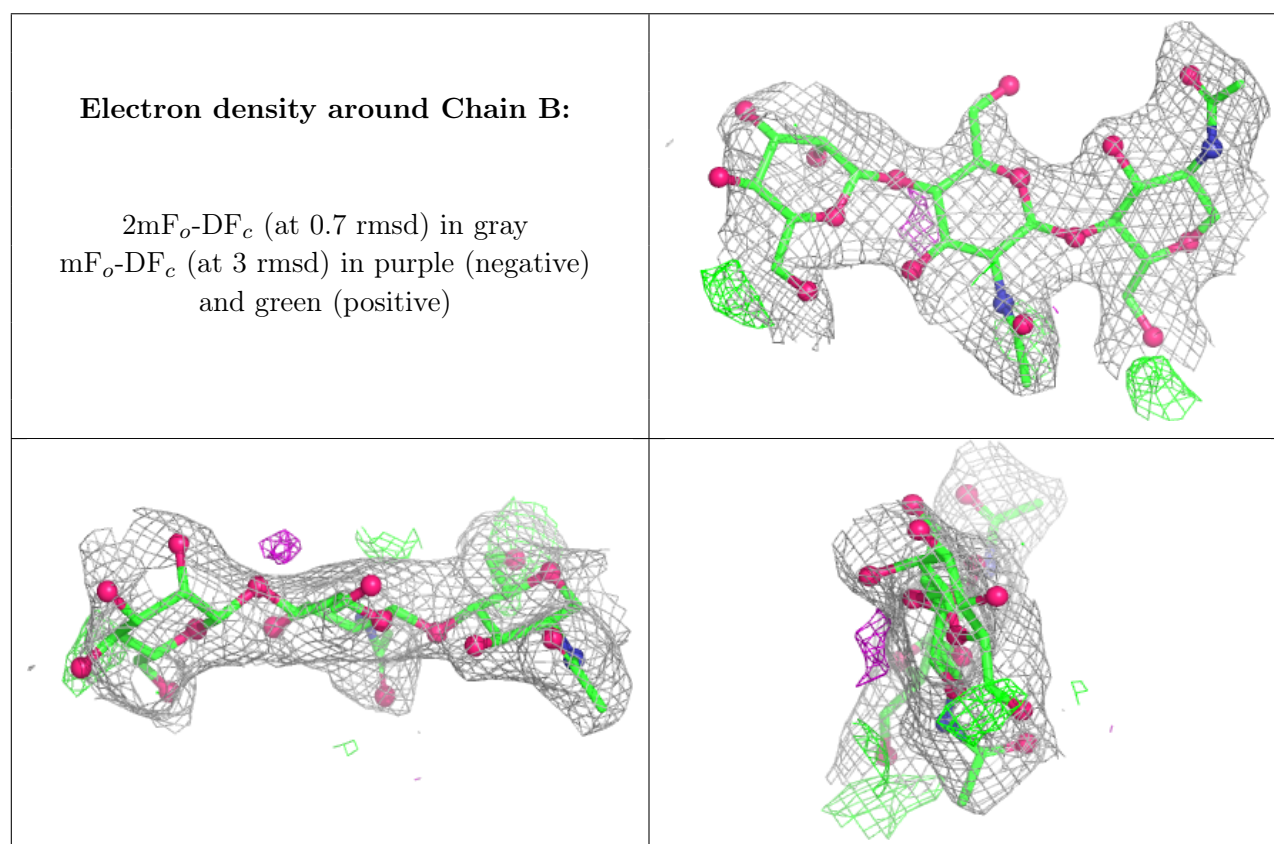 Electron density around Chain B:
2mFₒ-DF𝒸 (at 0.7 rmsd) in gray
mFₒ-DF𝒸 (at 3 rmsd) in purple (negative)
and green (positive)